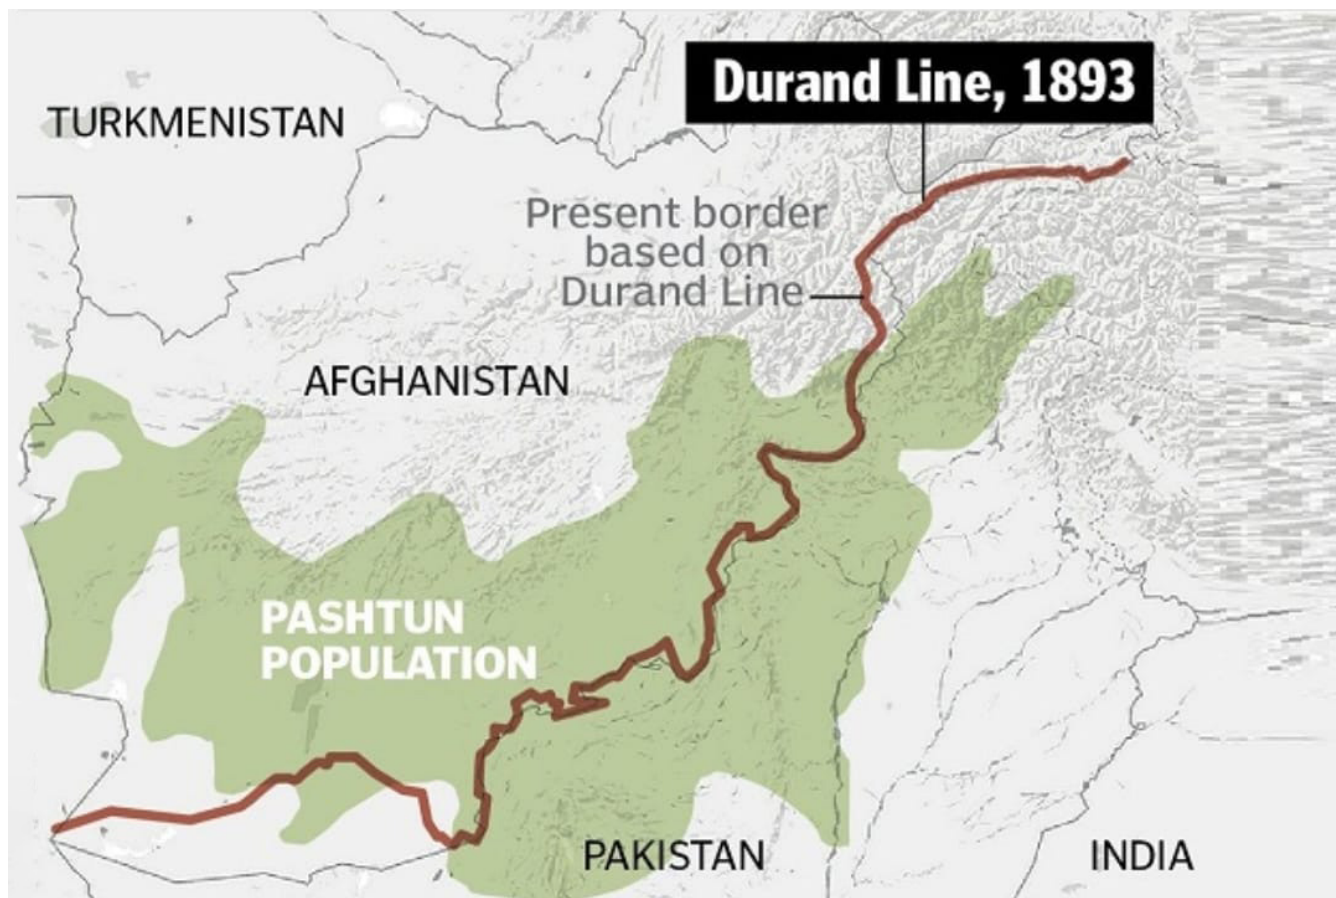 Durand Line, 1893
TURKMENISTAN
Present border
based on
Durand Line
AFGHANISTAN
PASHTUN
POPULATION
PAKISTAN
INDIA